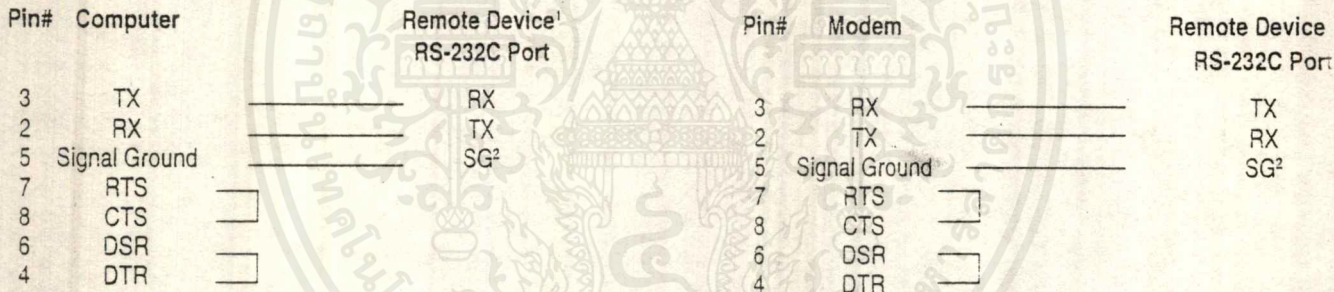 Pin# Computer Remote Device¹
RS-232C Port
3 TX RX
2 RX TX
5 Signal Ground SG²
7 RTS
8 CTS
6 DSR
4 DTR
Pin# Modem Remote Device
RS-232C Port
3 RX TX
2 TX RX
5 Signal Ground SG²
7 RTS
8 CTS
6 DSR
4 DTR